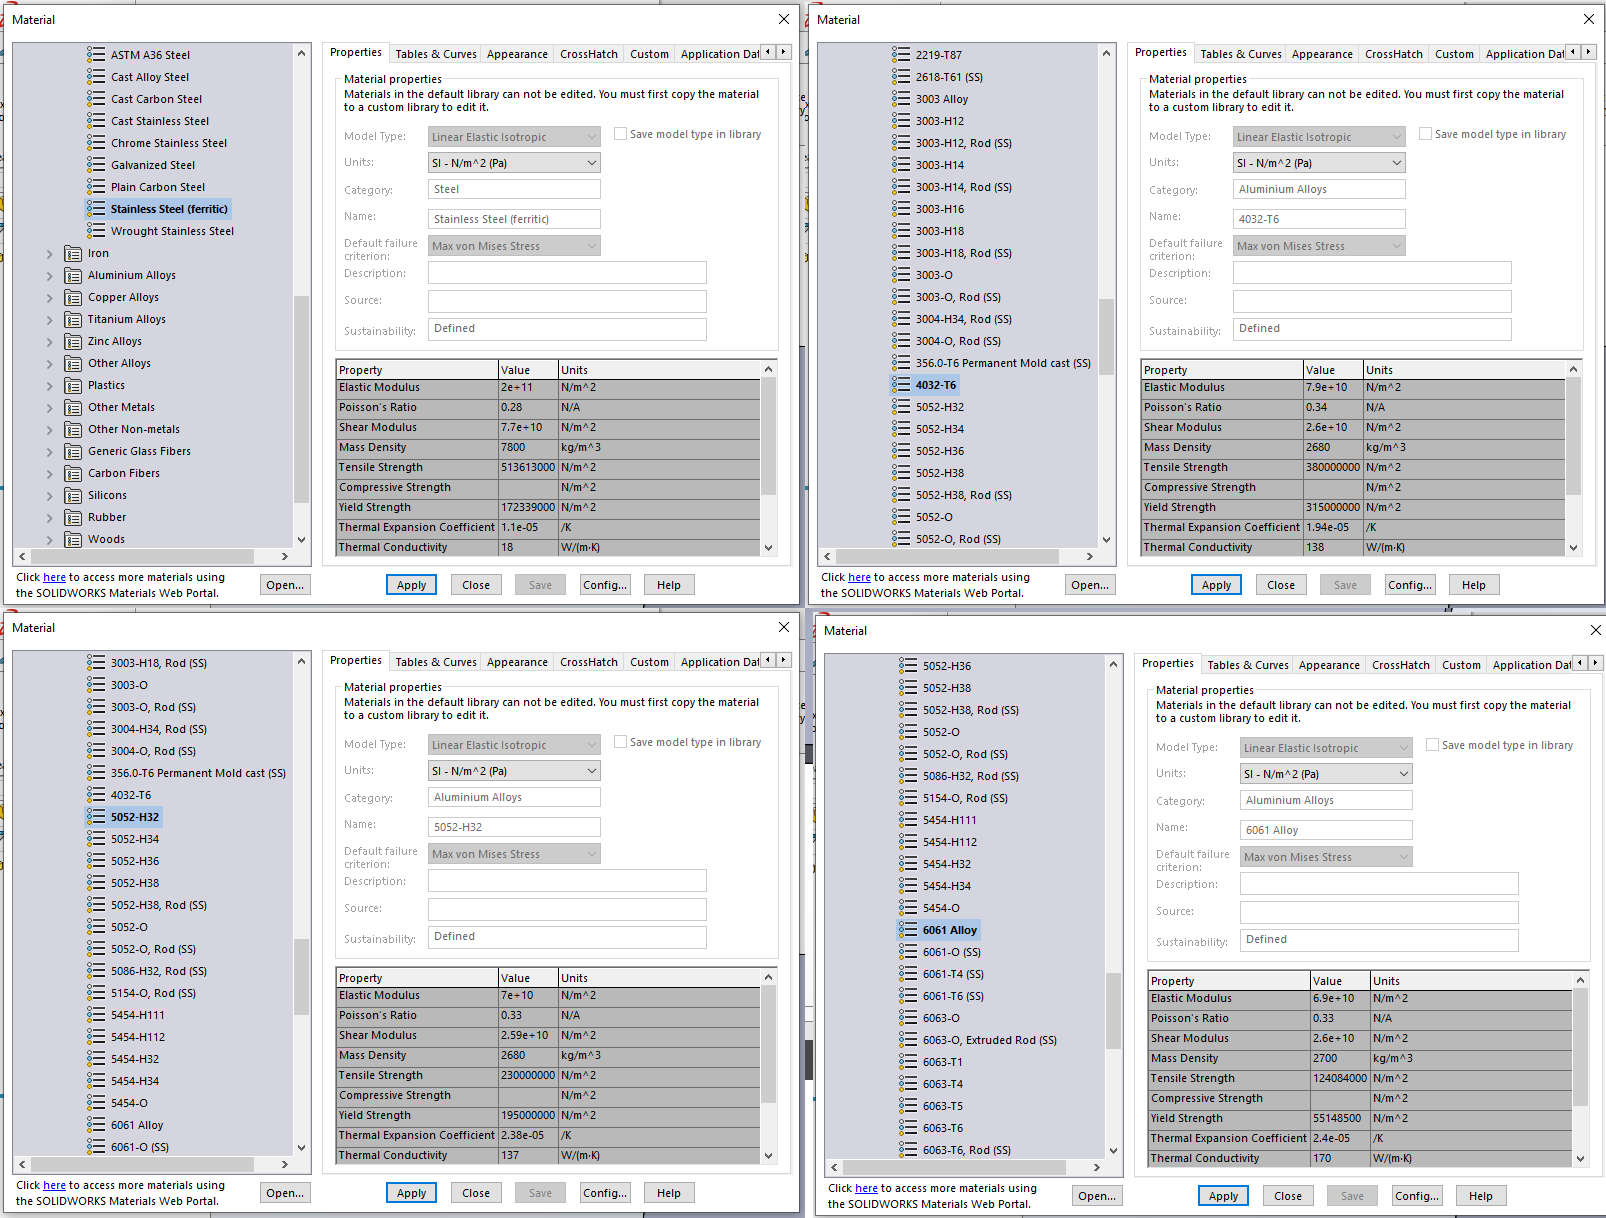 Material
ASTM A36 Steel
Cast Alloy Steel
Cast Carbon Steel
Cast Stainless Steel
Chrome Stainless Steel
Galvanized Steel
Plain Carbon Steel
Stainless Steel (ferritic)
Wrought Stainless Steel
Iron
Aluminium Alloys
Copper Alloys
Titanium Alloys
Zinc Alloys
Other Alloys
Plastics
Other Metals
Other Non-metals
Generic Glass Fibers
Carbon Fibers
Silicons
Rubber
Woods
Click here to access more materials using
the SOLIDWORKS Materials Web Portal.
Open...
Properties Tables & Curves Appearance CrossHatch Custom Application Dat
Material properties
Materials in the default library can not be edited. You must first copy the material
to a custom library to edit it.
Model Type: Linear Elastic Isotropic Save model type in library
Units: SI - N/m^2 (Pa)
Category: Steel
Name: Stainless Steel (ferritic)
Default failure
criterion: Max von Mises Stress
Description:
Source:
Sustainability: Defined
Property Value Units
Elastic Modulus 2e+11 N/m^2
Poisson's Ratio 0.28 N/A
Shear Modulus 7.7e+10 N/m^2
Mass Density 7800 kg/m^3
Tensile Strength 513613000 N/m^2
Compressive Strength N/m^2
Yield Strength 172339000 N/m^2
Thermal Expansion Coefficient 1.1e-05 /K
Thermal Conductivity 18 W/(m·K)
Apply Close Save Config... Help
Material
2219-T87
2618-T61 (SS)
3003 Alloy
3003-H12
3003-H12, Rod (SS)
3003-H14
3003-H14, Rod (SS)
3003-H16
3003-H18
3003-H18, Rod (SS)
3003-O
3003-O, Rod (SS)
3004-H34, Rod (SS)
3004-O, Rod (SS)
356.0-T6 Permanent Mold cast (SS)
4032-T6
5052-H32
5052-H34
5052-H36
5052-H38
5052-H38, Rod (SS)
5052-O
5052-O, Rod (SS)
Click here to access more materials using
the SOLIDWORKS Materials Web Portal.
Open...
Properties Tables & Curves Appearance CrossHatch Custom Application Dat
Material properties
Materials in the default library can not be edited. You must first copy the material
to a custom library to edit it.
Model Type: Linear Elastic Isotropic Save model type in library
Units: SI - N/m^2 (Pa)
Category: Aluminium Alloys
Name: 4032-T6
Default failure
criterion: Max von Mises Stress
Description:
Source:
Sustainability: Defined
Property Value Units
Elastic Modulus 7.9e+10 N/m^2
Poisson's Ratio 0.34 N/A
Shear Modulus 2.6e+10 N/m^2
Mass Density 2680 kg/m^3
Tensile Strength 380000000 N/m^2
Compressive Strength N/m^2
Yield Strength 315000000 N/m^2
Thermal Expansion Coefficient 1.94e-05 /K
Thermal Conductivity 138 W/(m·K)
Apply Close Save Config... Help
Material
3003-H18, Rod (SS)
3003-O
3003-O, Rod (SS)
3004-H34, Rod (SS)
3004-O, Rod (SS)
356.0-T6 Permanent Mold cast (SS)
4032-T6
5052-H32
5052-H34
5052-H36
5052-H38
5052-H38, Rod (SS)
5052-O
5052-O, Rod (SS)
5086-H32, Rod (SS)
5154-O, Rod (SS)
5454-H111
5454-H112
5454-H32
5454-H34
5454-O
6061 Alloy
6061-O (SS)
Click here to access more materials using
the SOLIDWORKS Materials Web Portal.
Open...
Properties Tables & Curves Appearance CrossHatch Custom Application Dat
Material properties
Materials in the default library can not be edited. You must first copy the material
to a custom library to edit it.
Model Type: Linear Elastic Isotropic Save model type in library
Units: SI - N/m^2 (Pa)
Category: Aluminium Alloys
Name: 5052-H32
Default failure
criterion: Max von Mises Stress
Description:
Source:
Sustainability: Defined
Property Value Units
Elastic Modulus 7e+10 N/m^2
Poisson's Ratio 0.33 N/A
Shear Modulus 2.59e+10 N/m^2
Mass Density 2680 kg/m^3
Tensile Strength 230000000 N/m^2
Compressive Strength N/m^2
Yield Strength 195000000 N/m^2
Thermal Expansion Coefficient 2.38e-05 /K
Thermal Conductivity 137 W/(m·K)
Apply Close Save Config... Help
Material
5052-H36
5052-H38
5052-H38, Rod (SS)
5052-O
5052-O, Rod (SS)
5086-H32, Rod (SS)
5154-O, Rod (SS)
5454-H111
5454-H112
5454-H32
5454-H34
5454-O
6061 Alloy
6061-O (SS)
6061-T4 (SS)
6061-T6 (SS)
6063-O
6063-O, Extruded Rod (SS)
6063-T1
6063-T4
6063-T5
6063-T6
6063-T6, Rod (SS)
Click here to access more materials using
the SOLIDWORKS Materials Web Portal.
Open...
Properties Tables & Curves Appearance CrossHatch Custom Application Dat
Material properties
Materials in the default library can not be edited. You must first copy the material
to a custom library to edit it.
Model Type: Linear Elastic Isotropic Save model type in library
Units: SI - N/m^2 (Pa)
Category: Aluminium Alloys
Name: 6061 Alloy
Default failure
criterion: Max von Mises Stress
Description:
Source:
Sustainability: Defined
Property Value Units
Elastic Modulus 6.9e+10 N/m^2
Poisson's Ratio 0.33 N/A
Shear Modulus 2.6e+10 N/m^2
Mass Density 2700 kg/m^3
Tensile Strength 124084000 N/m^2
Compressive Strength N/m^2
Yield Strength 55148500 N/m^2
Thermal Expansion Coefficient 2.4e-05 /K
Thermal Conductivity 170 W/(m·K)
Apply Close Save Config... Help